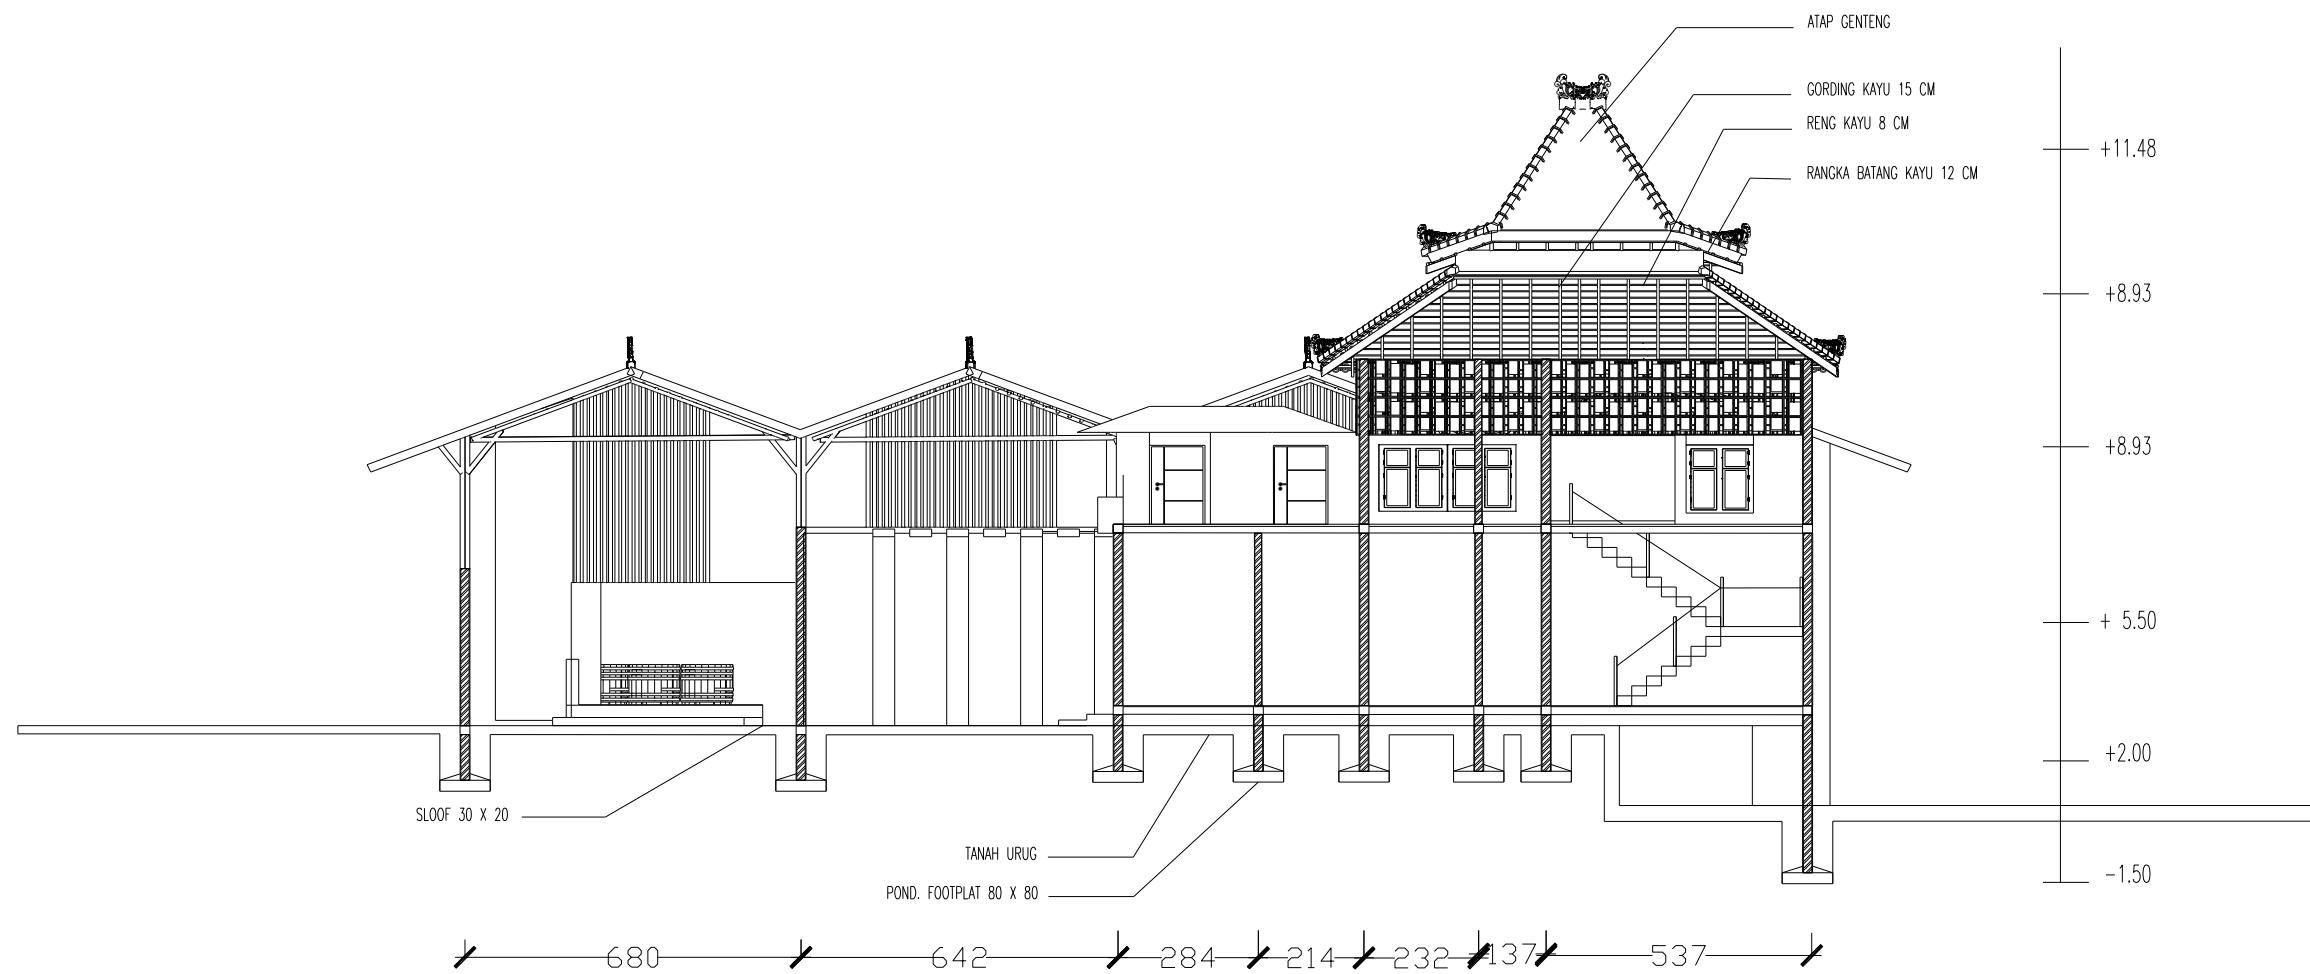 ATAP GENTENG
GORDING KAYU 15 CM
RENG KAYU 8 CM
+11.48
RANGKA BATANG KAYU 12 CM
+8.93
+8.93
+ 5.50
+2.00
SLOOF 30 X 20
TANAH URUG
-1.50
POND. FOOTPLAT 80 X 80
680 642 284 214 232 137 537